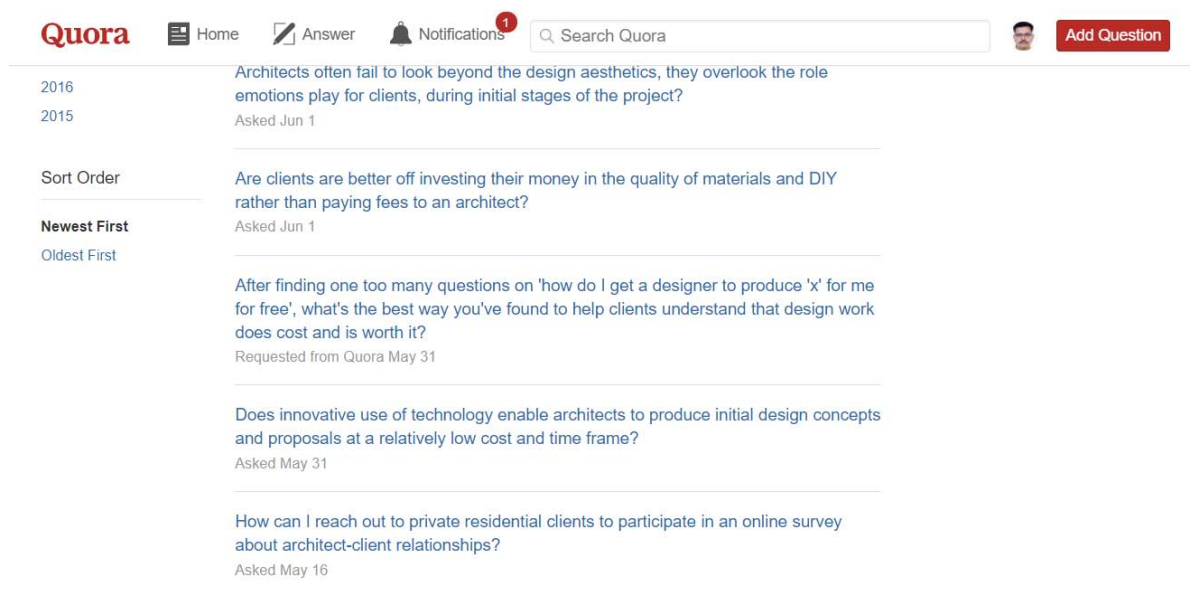 Quora
Home
Answer
Notifications
1
Search Quora
Add Question
2016
2015
Sort Order
Newest First
Oldest First
Architects often fail to look beyond the design aesthetics, they overlook the role
emotions play for clients, during initial stages of the project?
Asked Jun 1
Are clients are better off investing their money in the quality of materials and DIY
rather than paying fees to an architect?
Asked Jun 1
After finding one too many questions on 'how do I get a designer to produce 'x' for me
for free', what's the best way you've found to help clients understand that design work
does cost and is worth it?
Requested from Quora May 31
Does innovative use of technology enable architects to produce initial design concepts
and proposals at a relatively low cost and time frame?
Asked May 31
How can I reach out to private residential clients to participate in an online survey
about architect-client relationships?
Asked May 16